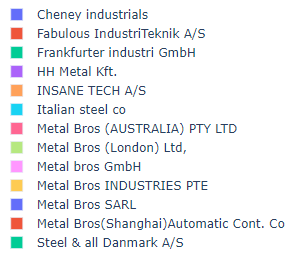 Cheney industrials
Fabulous IndustriTeknik A/S
Frankfurter industri GmbH
HH Metal Kft.
INSANE TECH A/S
Italian steel co
Metal Bros (AUSTRALIA) PTY LTD
Metal Bros (London) Ltd,
Metal bros GmbH
Metal Bros INDUSTRIES PTE
Metal Bros SARL
Metal Bros(Shanghai)Automatic Cont. Co
Steel & all Danmark A/S